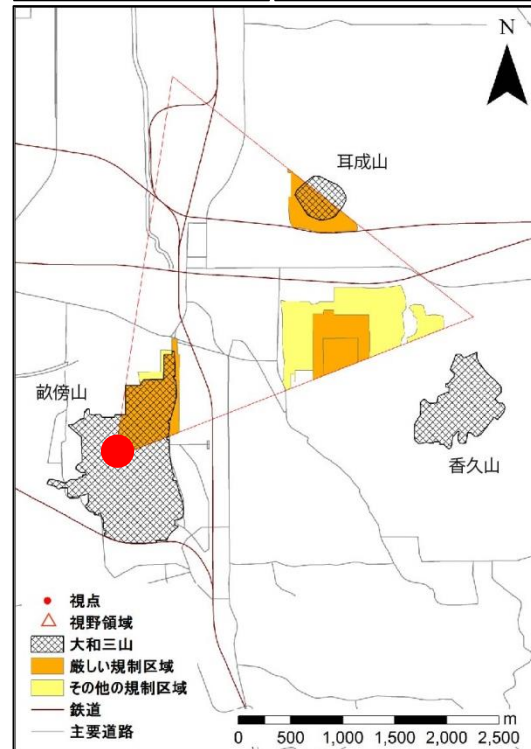 N
耳成山
畝傍山
香久山
視点
視野領域
大和三山
厳しい規制区域
その他の規制区域
鉄道
主要道路
m
0 500 1,000 1,500 2,000 2,500